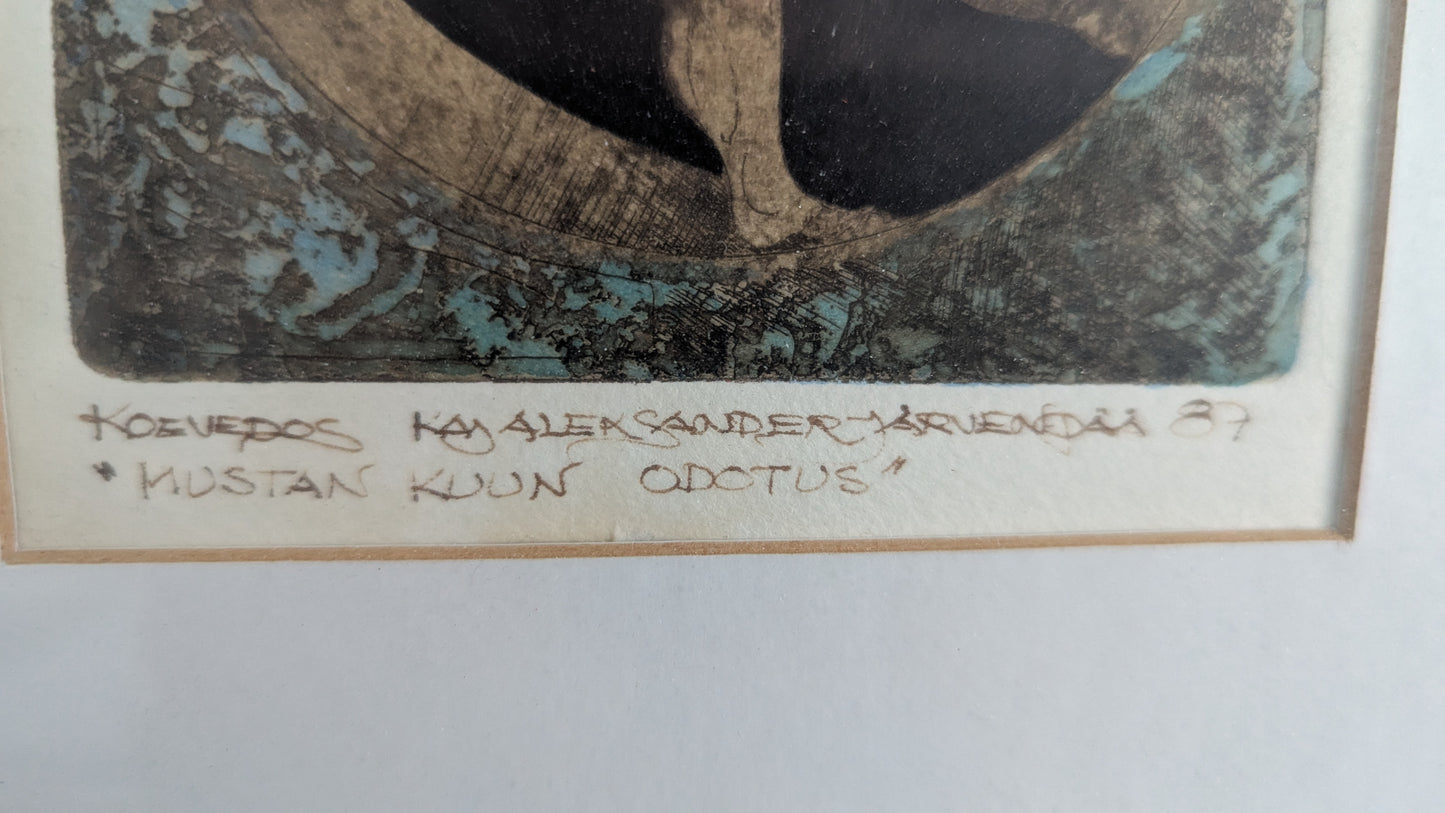 KOEVEDOS KAJ ALEKSANDER JÄRVENPÄÄ 87
"MUSTAN KUUN ODOTUS"